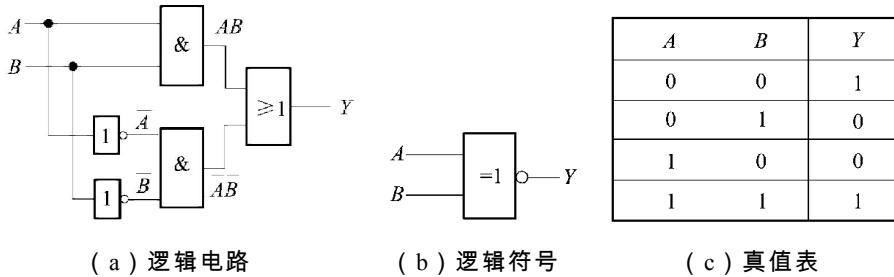 A
B
&
AB
1
A̅
&
1
B̅
A̅B̅
≥1
Y
A
B
=1
Y
A B Y
0 0 1
0 1 0
1 0 0
1 1 1
（a）逻辑电路 （b）逻辑符号 （c）真值表